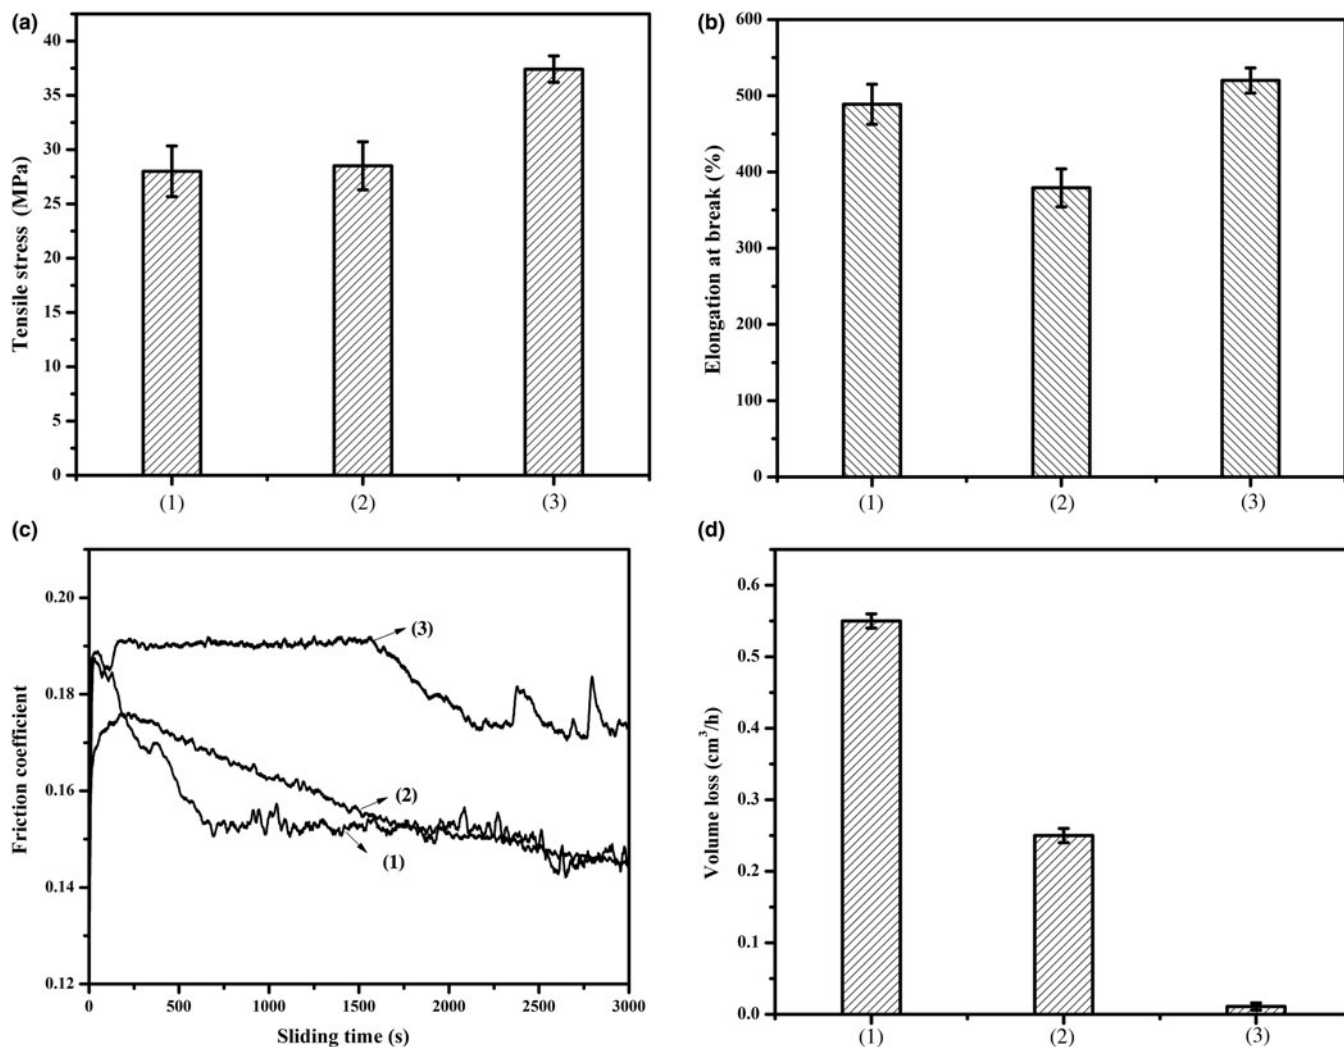 (a)
Tensile stress (MPa)
40
35
30
25
20
15
10
5
0
(1) (2) (3)
(b)
Elongation at break (%)
600
500
400
300
200
100
0
(1) (2) (3)
(c)
Friction coefficient
0.20
0.18
0.16
0.14
0.12
(3)
(2)
(1)
0 500 1000 1500 2000 2500 3000
Sliding time (s)
(d)
Volume loss (cm³/h)
0.6
0.5
0.4
0.3
0.2
0.1
0.0
(1) (2) (3)